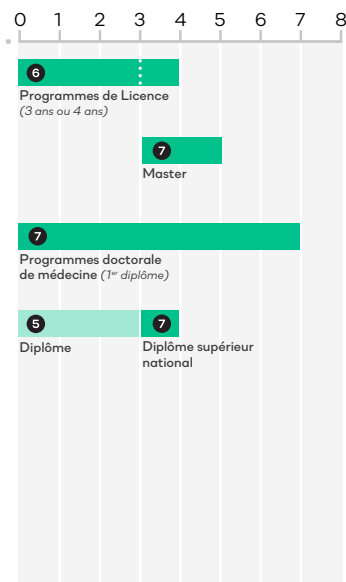 0 1 2 3 4 5 6 7 8
6
Programmes de Licence
(3 ans ou 4 ans)
7
Master
7
Programmes doctorale
de médecine (1er diplôme)
5 7
Diplôme
Diplôme supérieur
national